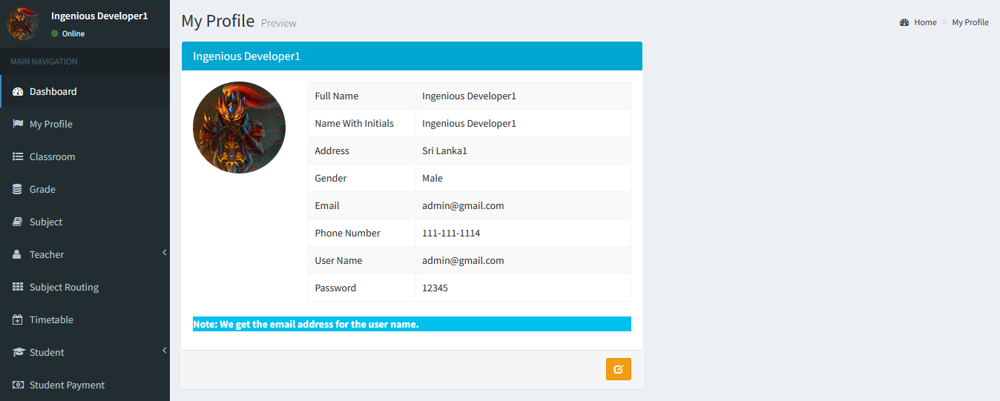 Ingenious Developer1
Online
MAIN NAVIGATION
Dashboard
My Profile
Classroom
Grade
Subject
Teacher
Subject Routing
Timetable
Student
Student Payment
My Profile Preview
Home > My Profile
Ingenious Developer1
Full Name Ingenious Developer1
Name With Initials Ingenious Developer1
Address Sri Lanka1
Gender Male
Email admin@gmail.com
Phone Number 111-111-1114
User Name admin@gmail.com
Password 12345
Note: We get the email address for the user name.